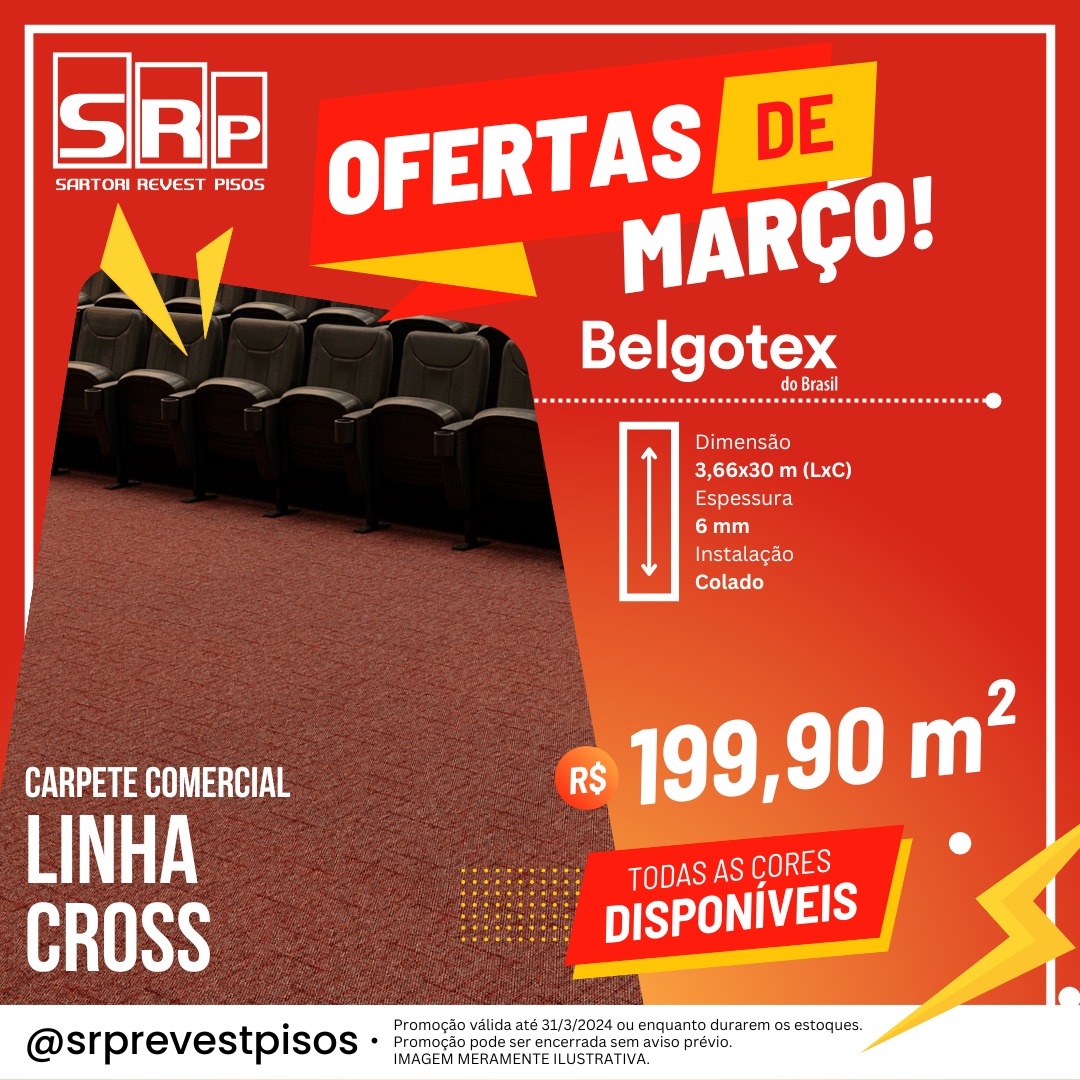 SRP
SARTORI REVEST PISOS
OFERTAS DE
MARÇO!
Belgotex
do Brasil
Dimensão
3,66x30 m (LxC)
Espessura
6 mm
Instalação
Colado
R$ 199,90 m²
CARPETE COMERCIAL
LINHA
CROSS
TODAS AS CORES
DISPONÍVEIS
@srprevestpisos •
Promoção válida até 31/3/2024 ou enquanto durarem os estoques.
Promoção pode ser encerrada sem aviso prévio.
IMAGEM MERAMENTE ILUSTRATIVA.